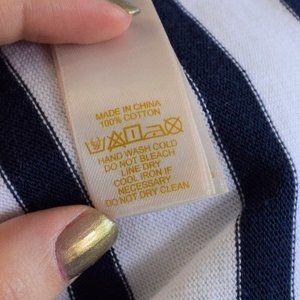 MADE IN CHINA
100% COTTON
HAND WASH COLD
DO NOT BLEACH
LINE DRY
COOL IRON IF
NECESSARY
DO NOT DRY CLEAN